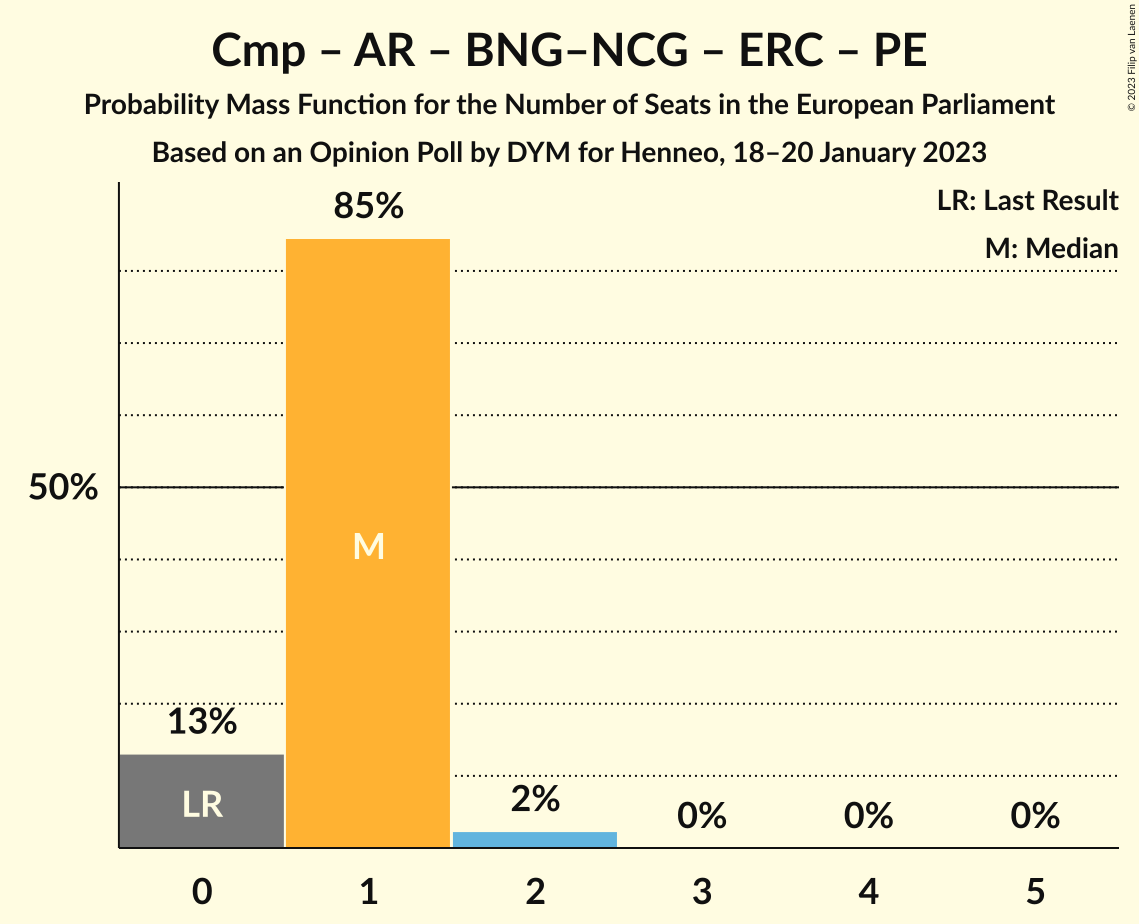 Cmp – AR – BNG–NCG – ERC – PE
Probability Mass Function for the Number of Seats in the European Parliament
Based on an Opinion Poll by DYM for Henneo, 18–20 January 2023
© 2023 Filip van Laenen
LR: Last Result
M: Median
85%
50%
M
13%
LR
2%
0%
0%
0%
0
1
2
3
4
5